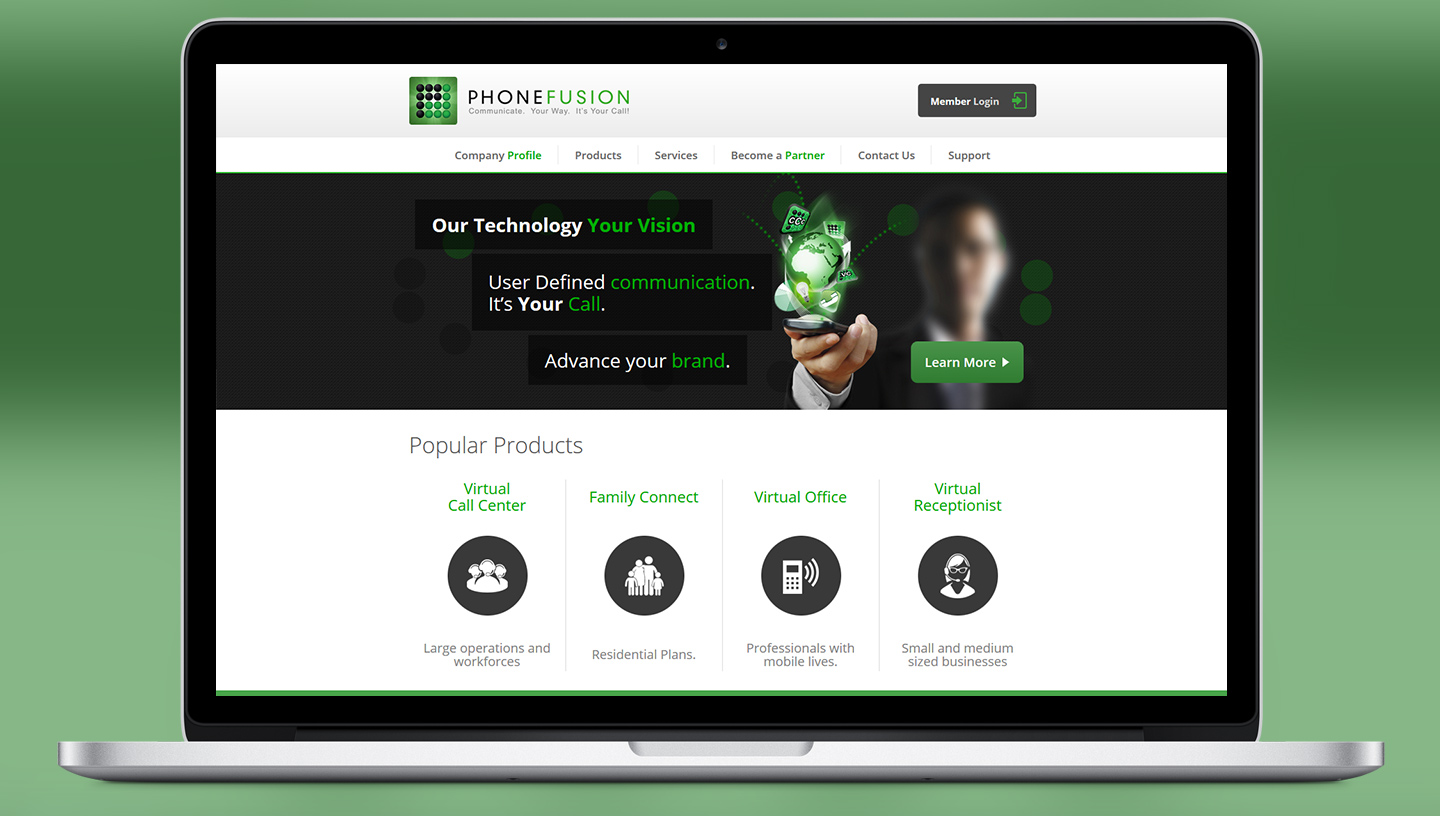 PHONEFUSION
Communicate. Your Way. It's Your Call!
Member Login
Company Profile
Products
Services
Become a Partner
Contact Us
Support
Our Technology Your Vision
User Defined communication.
It's Your Call.
Advance your brand.
Learn More
Popular Products
Virtual
Call Center
Family Connect
Virtual Office
Virtual
Receptionist
Large operations and
workforces
Residential Plans.
Professionals with
mobile lives.
Small and medium
sized businesses